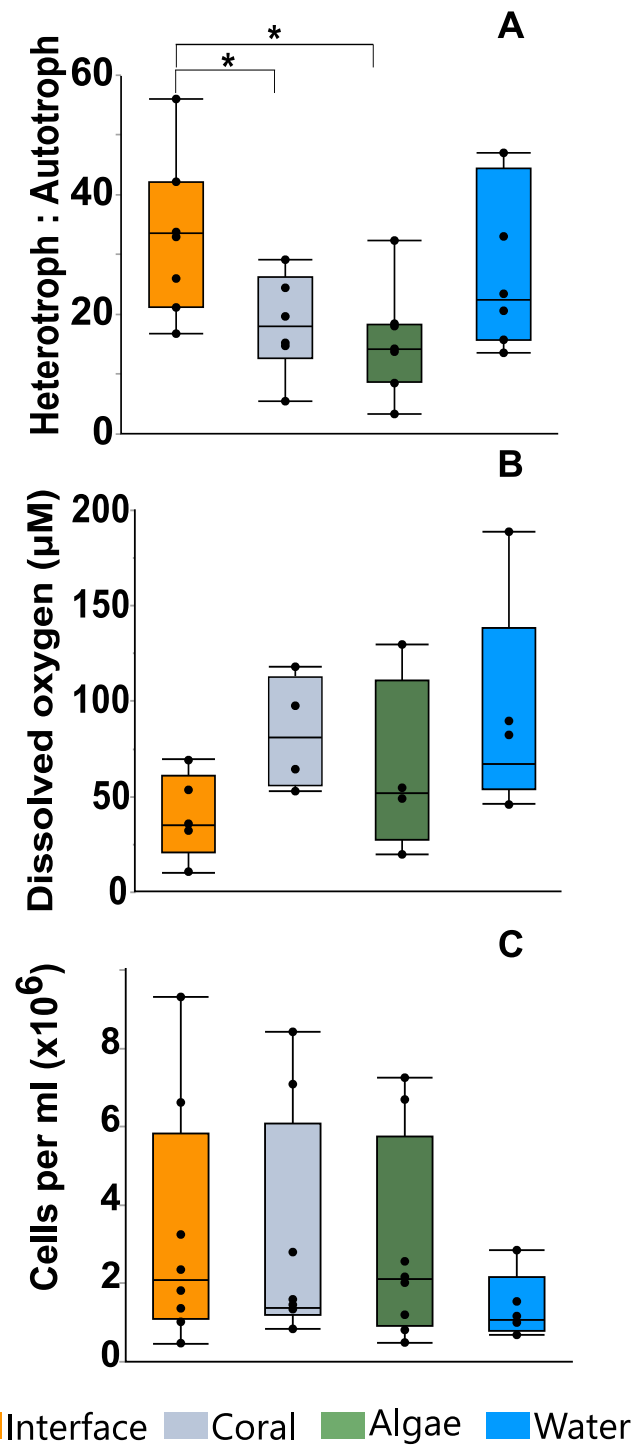 A
*
*
Heterotroph : Autotroph
60
40
20
0
B
Dissolved oxygen (µM)
200
150
100
50
0
C
Cells per ml (x10⁶)
8
6
4
2
0
Interface Coral Algae Water